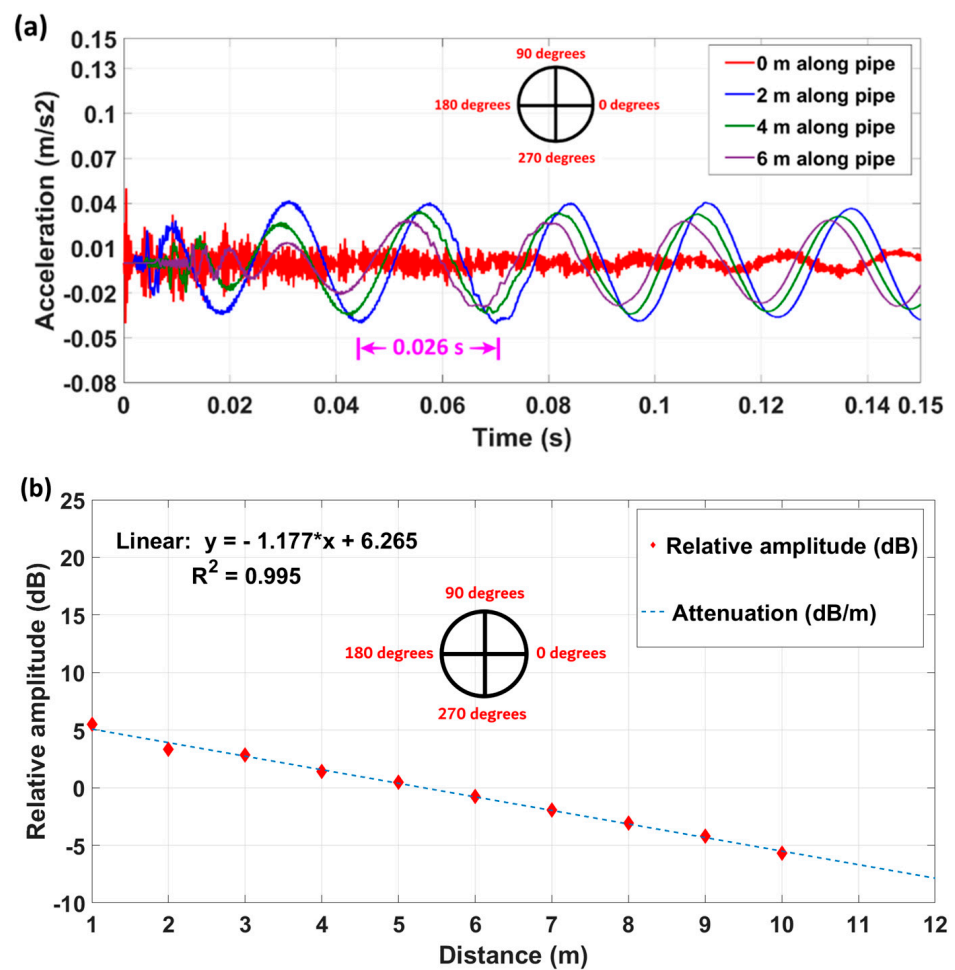 (a)
0.15
0.13
0.1
0.07
0.04
0.01
-0.02
-0.05
-0.08
Acceleration (m/s2)
90 degrees
180 degrees
0 degrees
270 degrees
0 m along pipe
2 m along pipe
4 m along pipe
6 m along pipe
0.026 s
0 0.02 0.04 0.06 0.08 0.1 0.12 0.14 0.15
Time (s)
(b)
25
20
15
10
5
0
-5
-10
Relative amplitude (dB)
Linear: y = - 1.177*x + 6.265
R2 = 0.995
90 degrees
180 degrees
0 degrees
270 degrees
Relative amplitude (dB)
Attenuation (dB/m)
1 2 3 4 5 6 7 8 9 10 11 12
Distance (m)